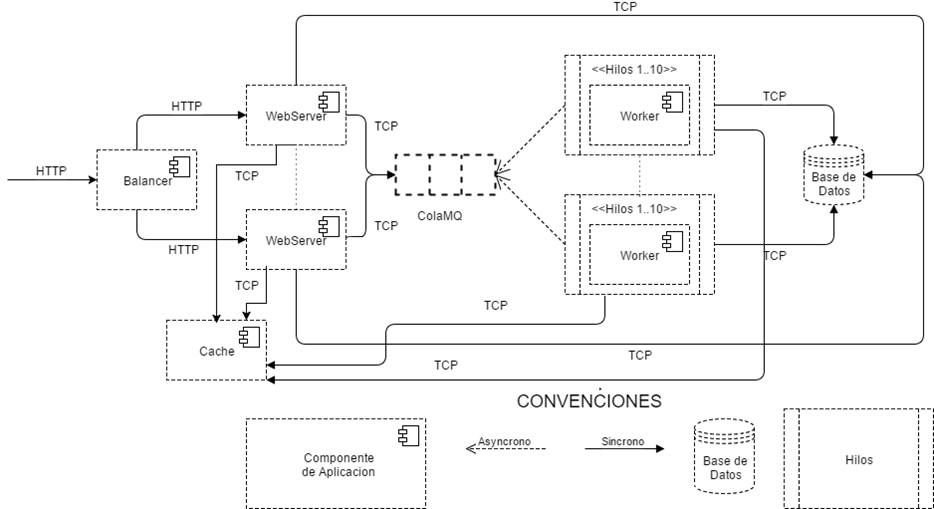 TCP
<<Hilos 1..10>>
HTTP
WebServer
TCP
Worker
TCP
HTTP
Balancer
TCP
ColaMQ
Base de
Datos
<<Hilos 1..10>>
TCP
HTTP
WebServer
Worker
TCP
TCP
TCP
Cache
TCP
TCP
CONVENCIONES
Componente
de Aplicacion
Asyncrono
Sincrono
Base de
Datos
Hilos